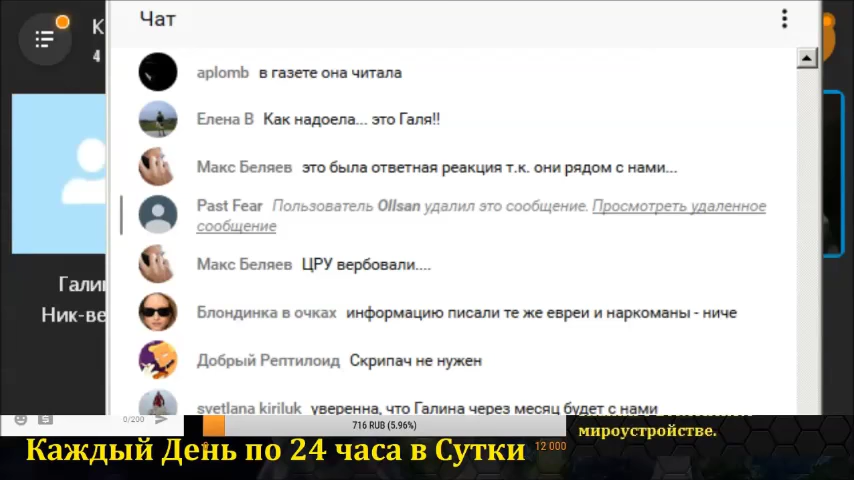 Чат
К
4
aplomb в газете она читала
Елена В Как надоела... это Галя!!
Макс Беляев это была ответная реакция т.к. они рядом с нами...
Past Fear Пользователь Ollsan удалил это сообщение. Просмотреть удаленное
сообщение
Макс Беляев ЦРУ вербовали....
Гали
Ник-ве
Блондинка в очках информацию писали те же евреи и наркоманы - ниче
Добрый Рептилоид Скрипач не нужен
svetlana kiriluk уверенна, что Галина через месяц будет с нами
0/200
716 RUB (5.96%)
12 000
мироустройстве.
Каждый День по 24 часа в Сутки